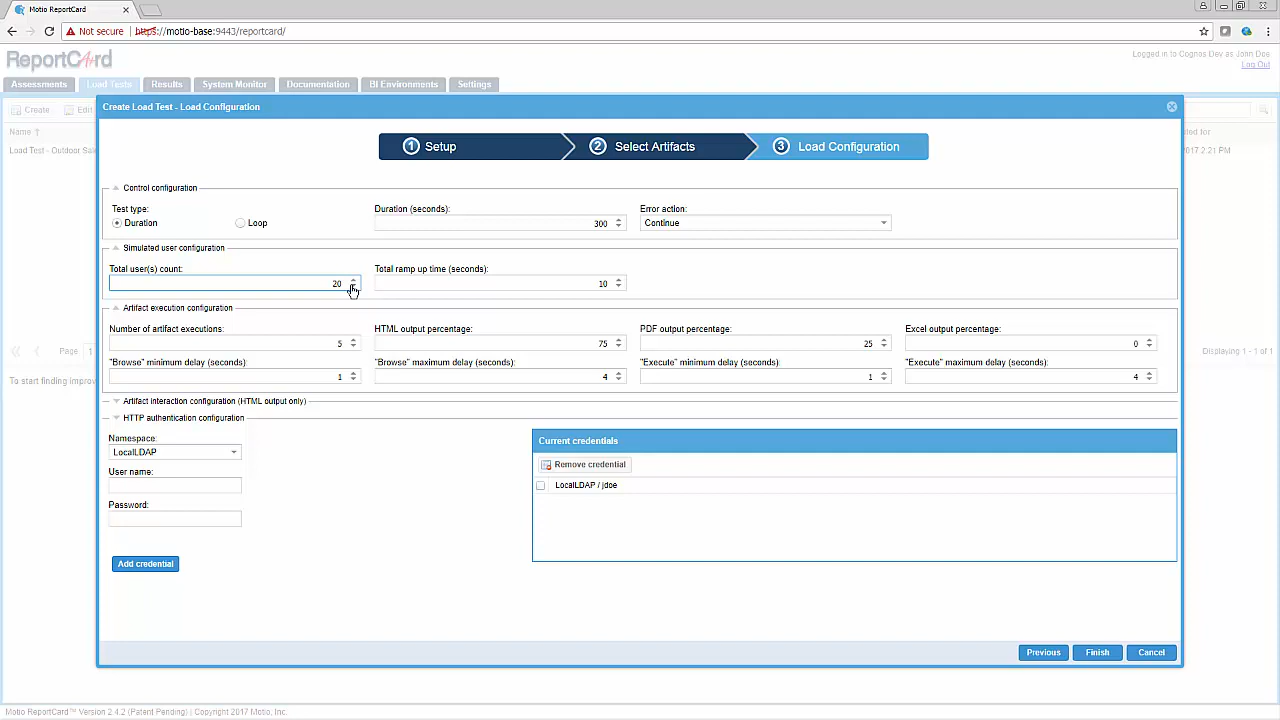 Motio ReportCard
Not secure https://motio-base:9443/reportcard/
ReportCard
Logged in to Cognos Dev as John Doe
Log Out
Assessments Load Tests Results System Monitor Documentation BI Environments Settings
Create Edit
Create Load Test - Load Configuration
Name
Load Test - Outdoor Sal
2017 2:21 PM
1 Setup 2 Select Artifacts 3 Load Configuration
Control configuration
Test type: Duration (seconds): Error action:
Duration Loop 300 Continue
Simulated user configuration
Total user(s) count: Total ramp up time (seconds):
20 10
Artifact execution configuration
Number of artifact executions: HTML output percentage: PDF output percentage: Excel output percentage:
5 75 25 0
"Browse" minimum delay (seconds): "Browse" maximum delay (seconds): "Execute" minimum delay (seconds): "Execute" maximum delay (seconds):
1 4 1 4
Page 1
Displaying 1 - 1 of 1
To start finding improv
Artifact interaction configuration (HTML output only)
HTTP authentication configuration
Namespace:
LocalLDAP
User name:
Password:
Add credential
Current credentials
Remove credential
LocalLDAP / jdoe
Previous Finish Cancel
Motio ReportCard™ Version 2.4.2 (Patent Pending) | Copyright 2017 Motio, Inc.